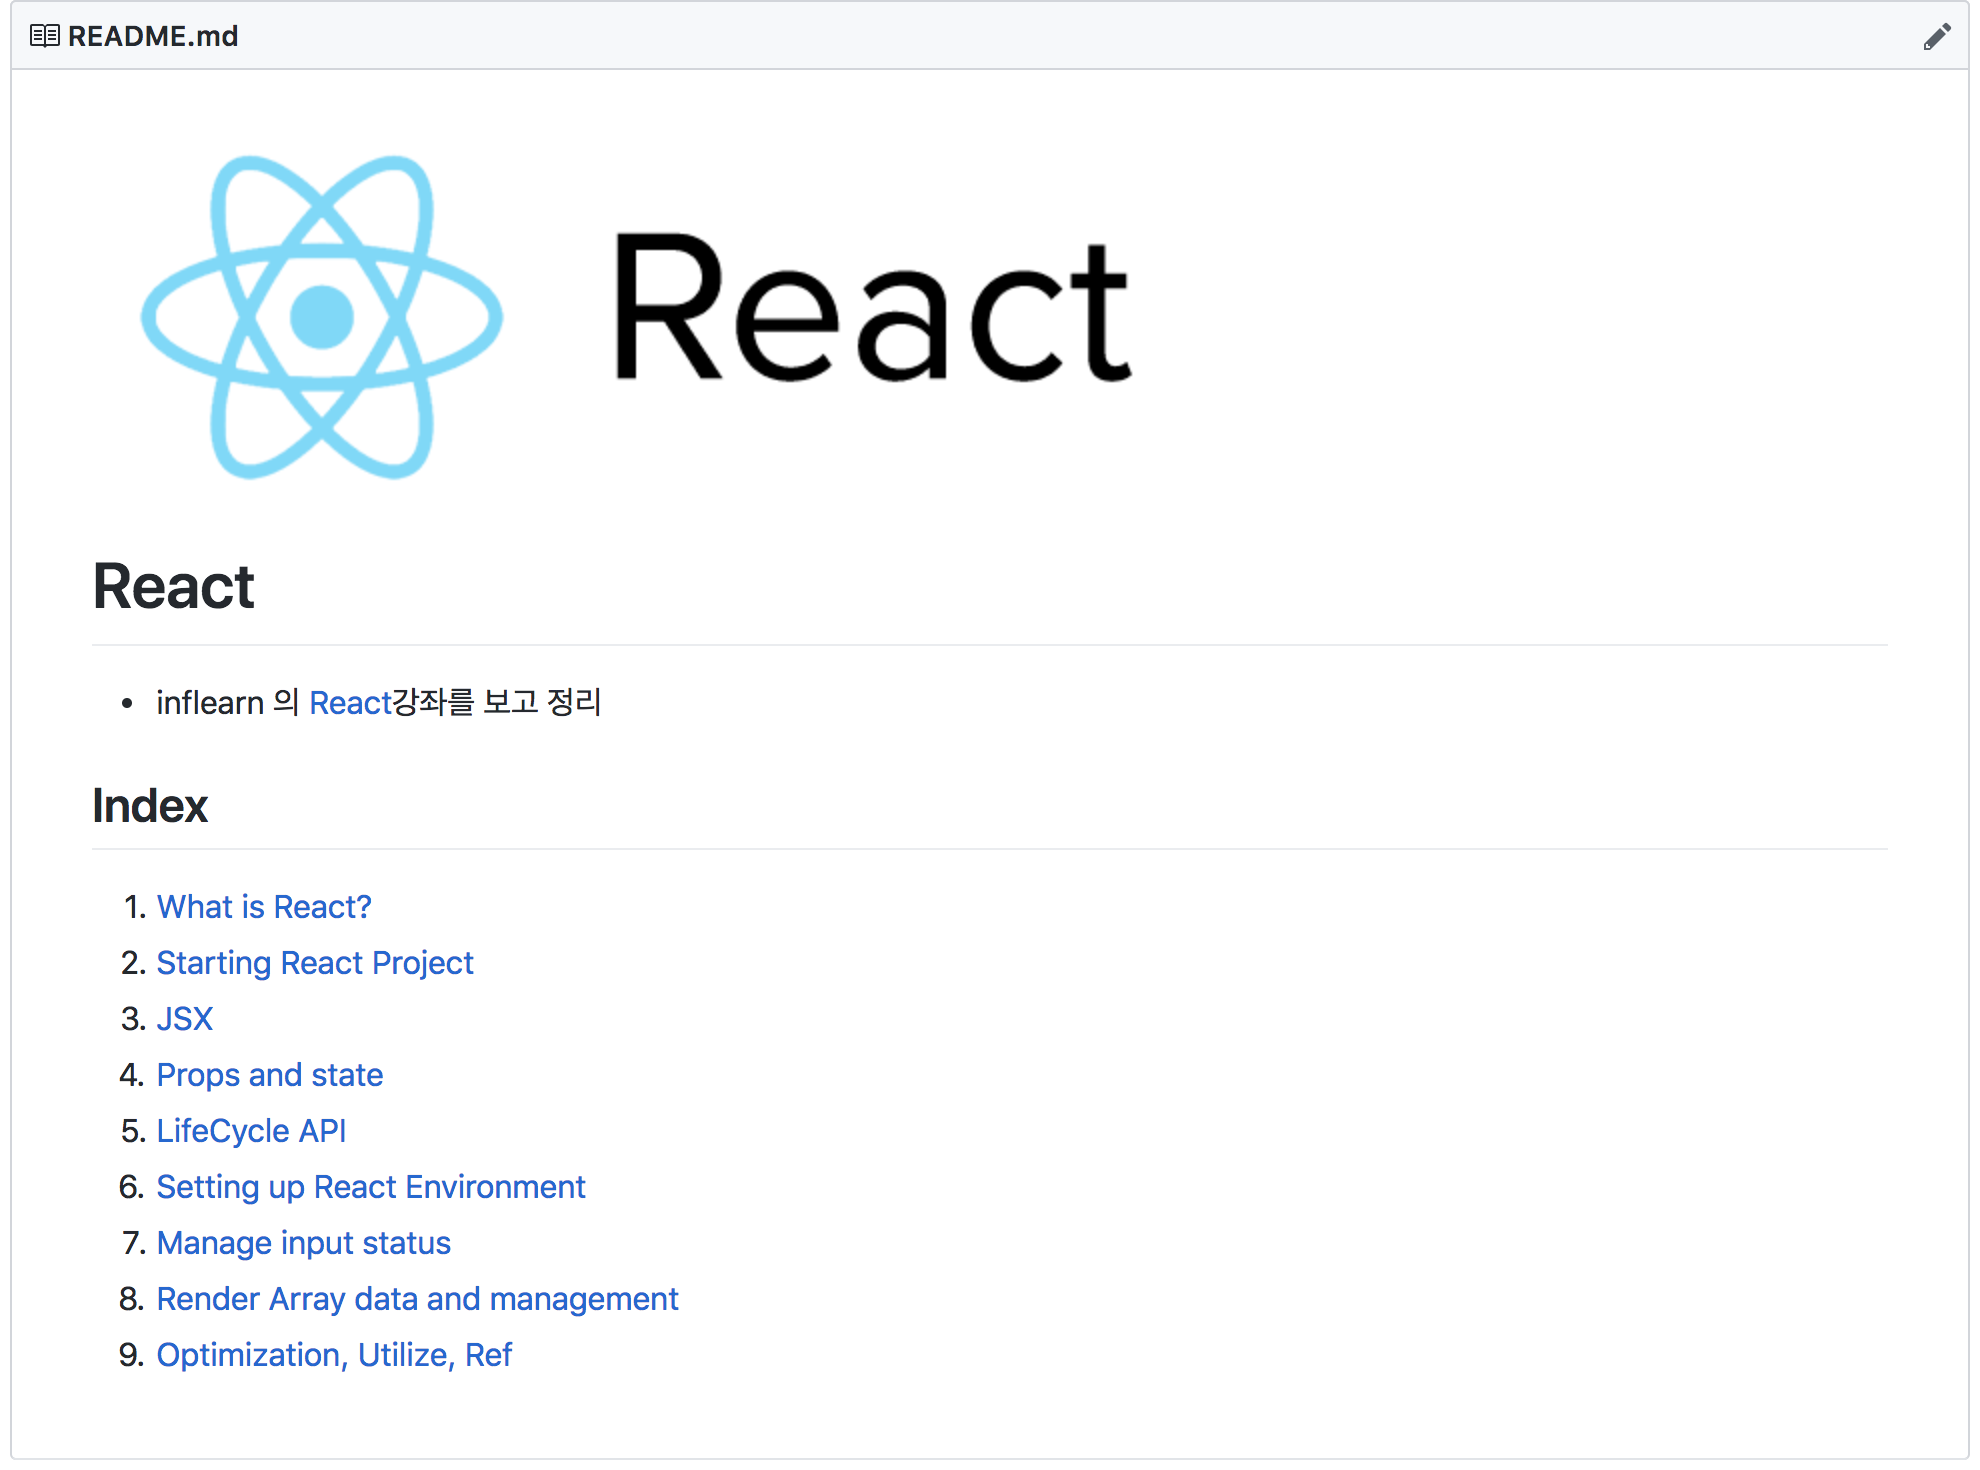 README.md
React
React
• inflearn 의 React강좌를 보고 정리
Index
1. What is React?
2. Starting React Project
3. JSX
4. Props and state
5. LifeCycle API
6. Setting up React Environment
7. Manage input status
8. Render Array data and management
9. Optimization, Utilize, Ref